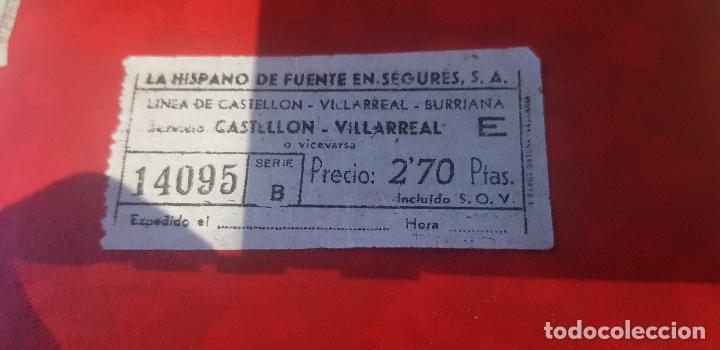 LA HISPANO DE FUENTE EN-SEGURES, S. A.
LINEA DE CASTELLON - VILLARREAL - BURRIANA
Servicio CASTELLON - VILLARREAL E
o viceversa
14095 SERIE B Precio: 2'70 Ptas.
Incluido S. O. V.
Expedido el Hora
todocoleccion